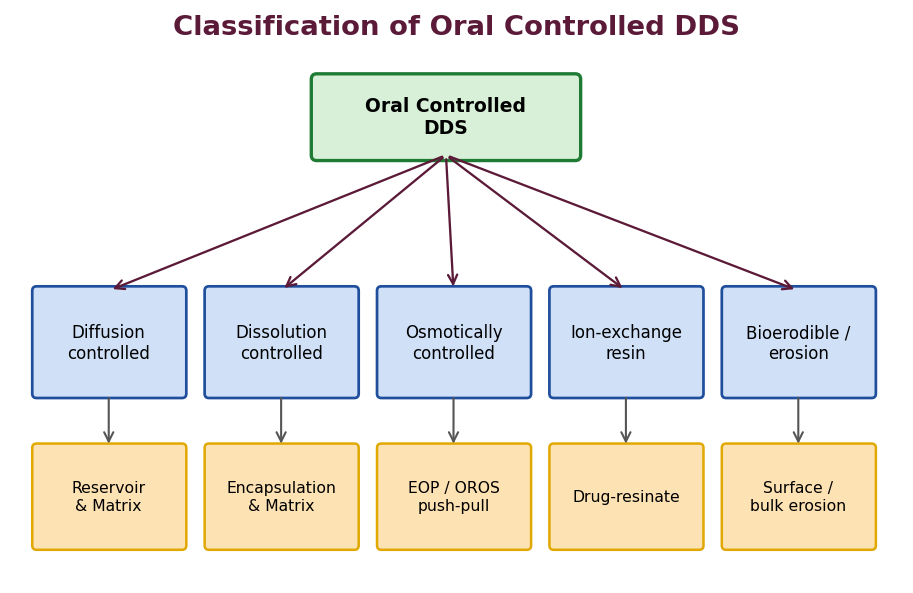 Classification of Oral Controlled DDS
Oral Controlled
DDS
Diffusion
controlled
Dissolution
controlled
Osmotically
controlled
Ion-exchange
resin
Bioerodible /
erosion
Reservoir
& Matrix
Encapsulation
& Matrix
EOP / OROS
push-pull
Drug-resinate
Surface /
bulk erosion